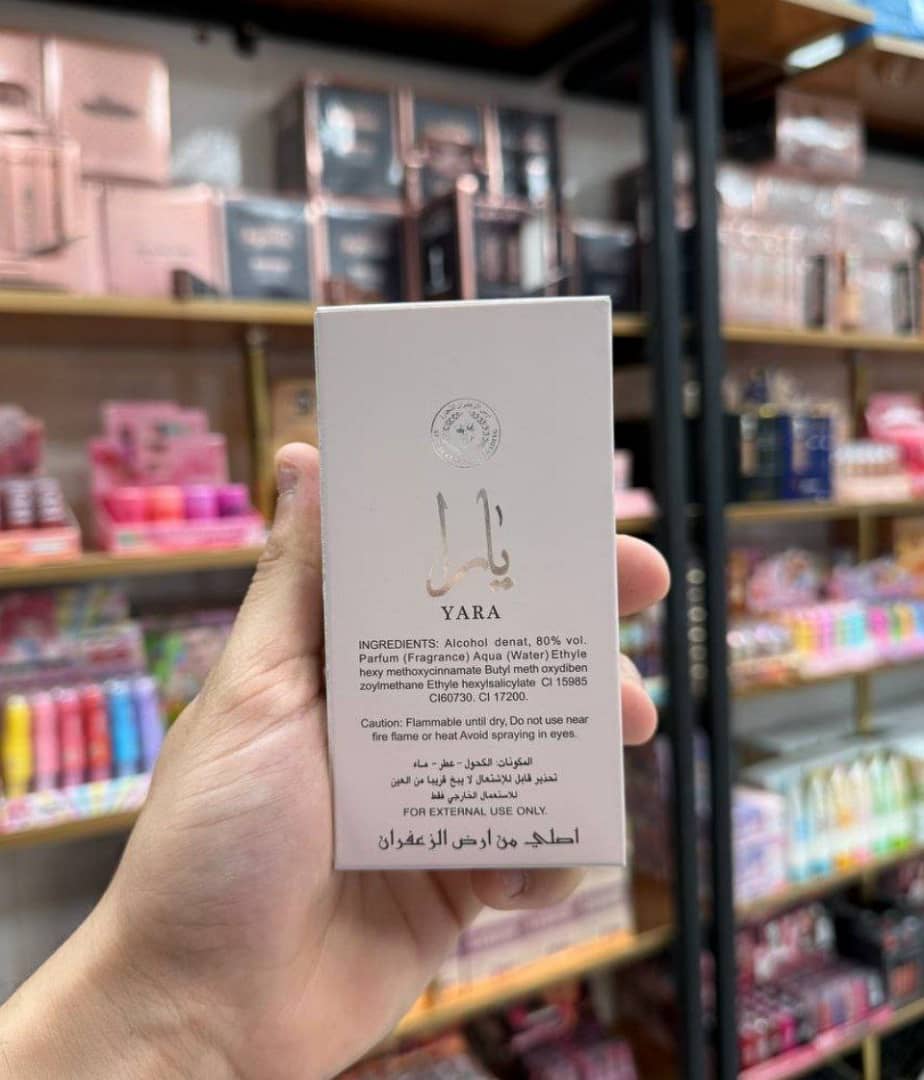 يارا
YARA
INGREDIENTS: Alcohol denat, 80% vol.
Parfum (Fragrance) Aqua (Water) Ethyle
hexy methoxycinnamate Butyl meth oxydiben
zoylmethane Ethyle hexylsalicylate CI 15985
CI60730. CI 17200.
Caution: Flammable until dry, Do not use near
fire flame or heat Avoid spraying in eyes.
المكونات: الكحول - عطر - ماء
تحذير قابل للإشتعال لا يبخ قريبا من العين
للاستعمال الخارجي فقط
FOR EXTERNAL USE ONLY.
اصلي من ارض الزعفران